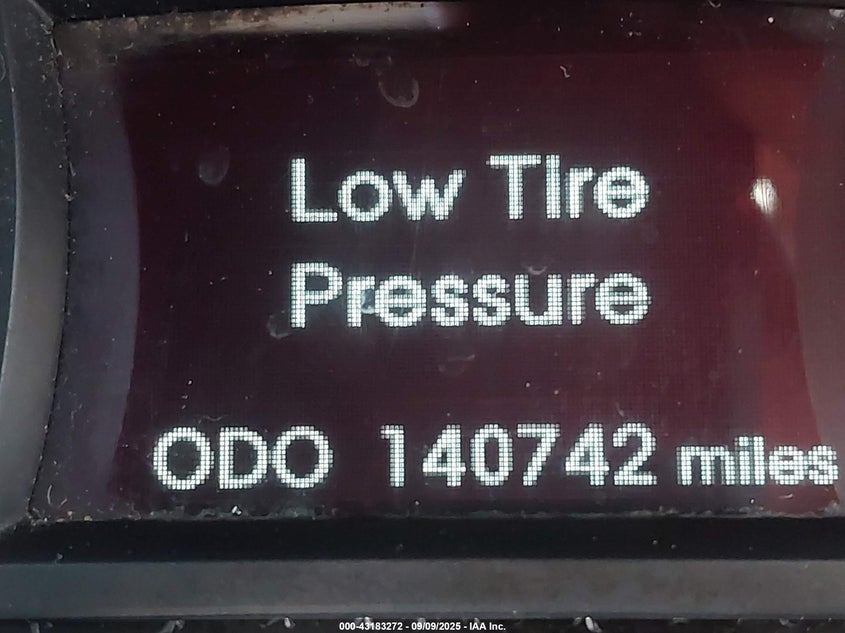 Low Tire
Pressure
ODO 140742 miles
000-43183272 - 09/09/2025 - IAA Inc.